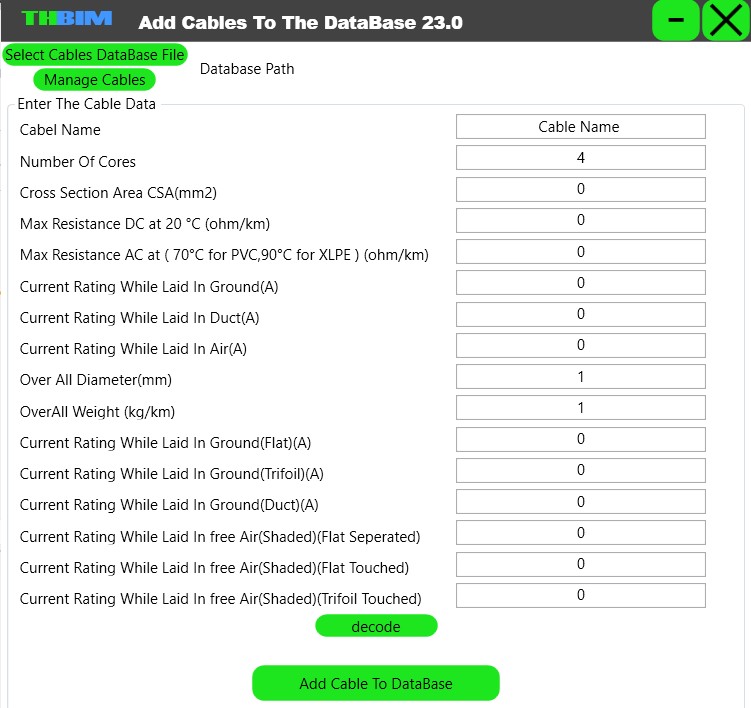 THBIM Add Cables To The DataBase 23.0
Select Cables DataBase File
Database Path
Manage Cables
Enter The Cable Data
Cabel Name Cable Name
Number Of Cores 4
Cross Section Area CSA(mm2) 0
Max Resistance DC at 20 °C (ohm/km) 0
Max Resistance AC at ( 70°C for PVC,90°C for XLPE ) (ohm/km) 0
Current Rating While Laid In Ground(A) 0
Current Rating While Laid In Duct(A) 0
Current Rating While Laid In Air(A) 0
Over All Diameter(mm) 1
OverAll Weight (kg/km) 1
Current Rating While Laid In Ground(Flat)(A) 0
Current Rating While Laid In Ground(Trifoil)(A) 0
Current Rating While Laid In Ground(Duct)(A) 0
Current Rating While Laid In free Air(Shaded)(Flat Seperated) 0
Current Rating While Laid In free Air(Shaded)(Flat Touched) 0
Current Rating While Laid In free Air(Shaded)(Trifoil Touched) 0
decode
Add Cable To DataBase